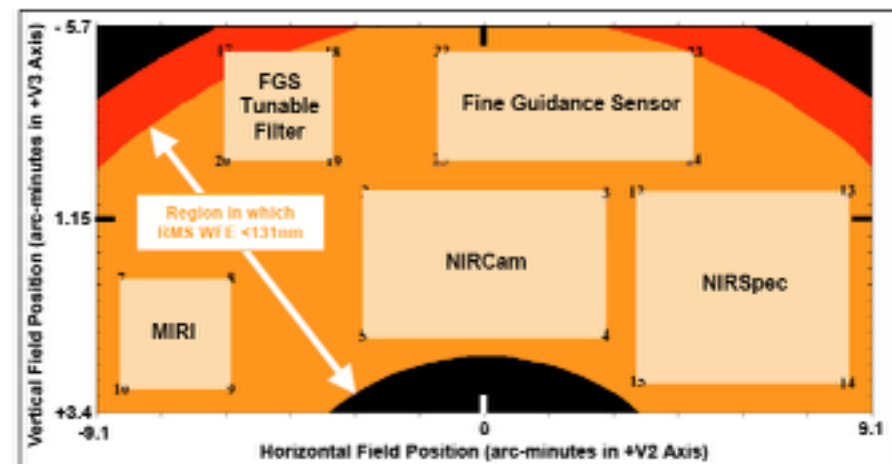 - 5.7
17
18
22
23
FGS
Tunable
Filter
Fine Guidance Sensor
20
19
25
24
Vertical Field Position (arc-minutes in +V3 Axis)
2
3
12
13
Region in which
RMS WFE <131nm
1.15
NIRCam
NIRSpec
7
8
MIRI
5
4
10
9
15
14
+3.4
-9.1
0
9.1
Horizontal Field Position (arc-minutes in +V2 Axis)